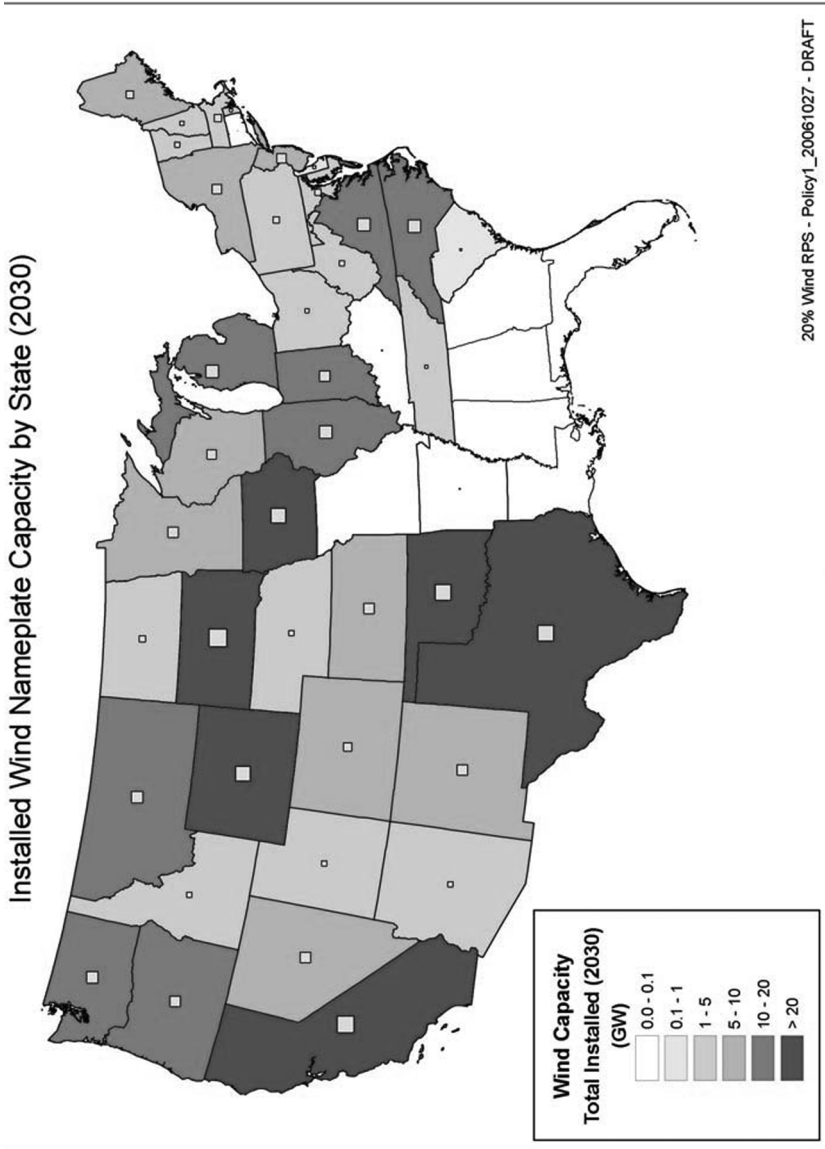 Installed Wind Nameplate Capacity by State (2030)
Wind Capacity
Total Installed (2030)
(GW)
0.0 - 0.1
0.1 - 1
1 - 5
5 - 10
10 - 20
> 20
20% Wind RPS - Policy1_20061027 - DRAFT